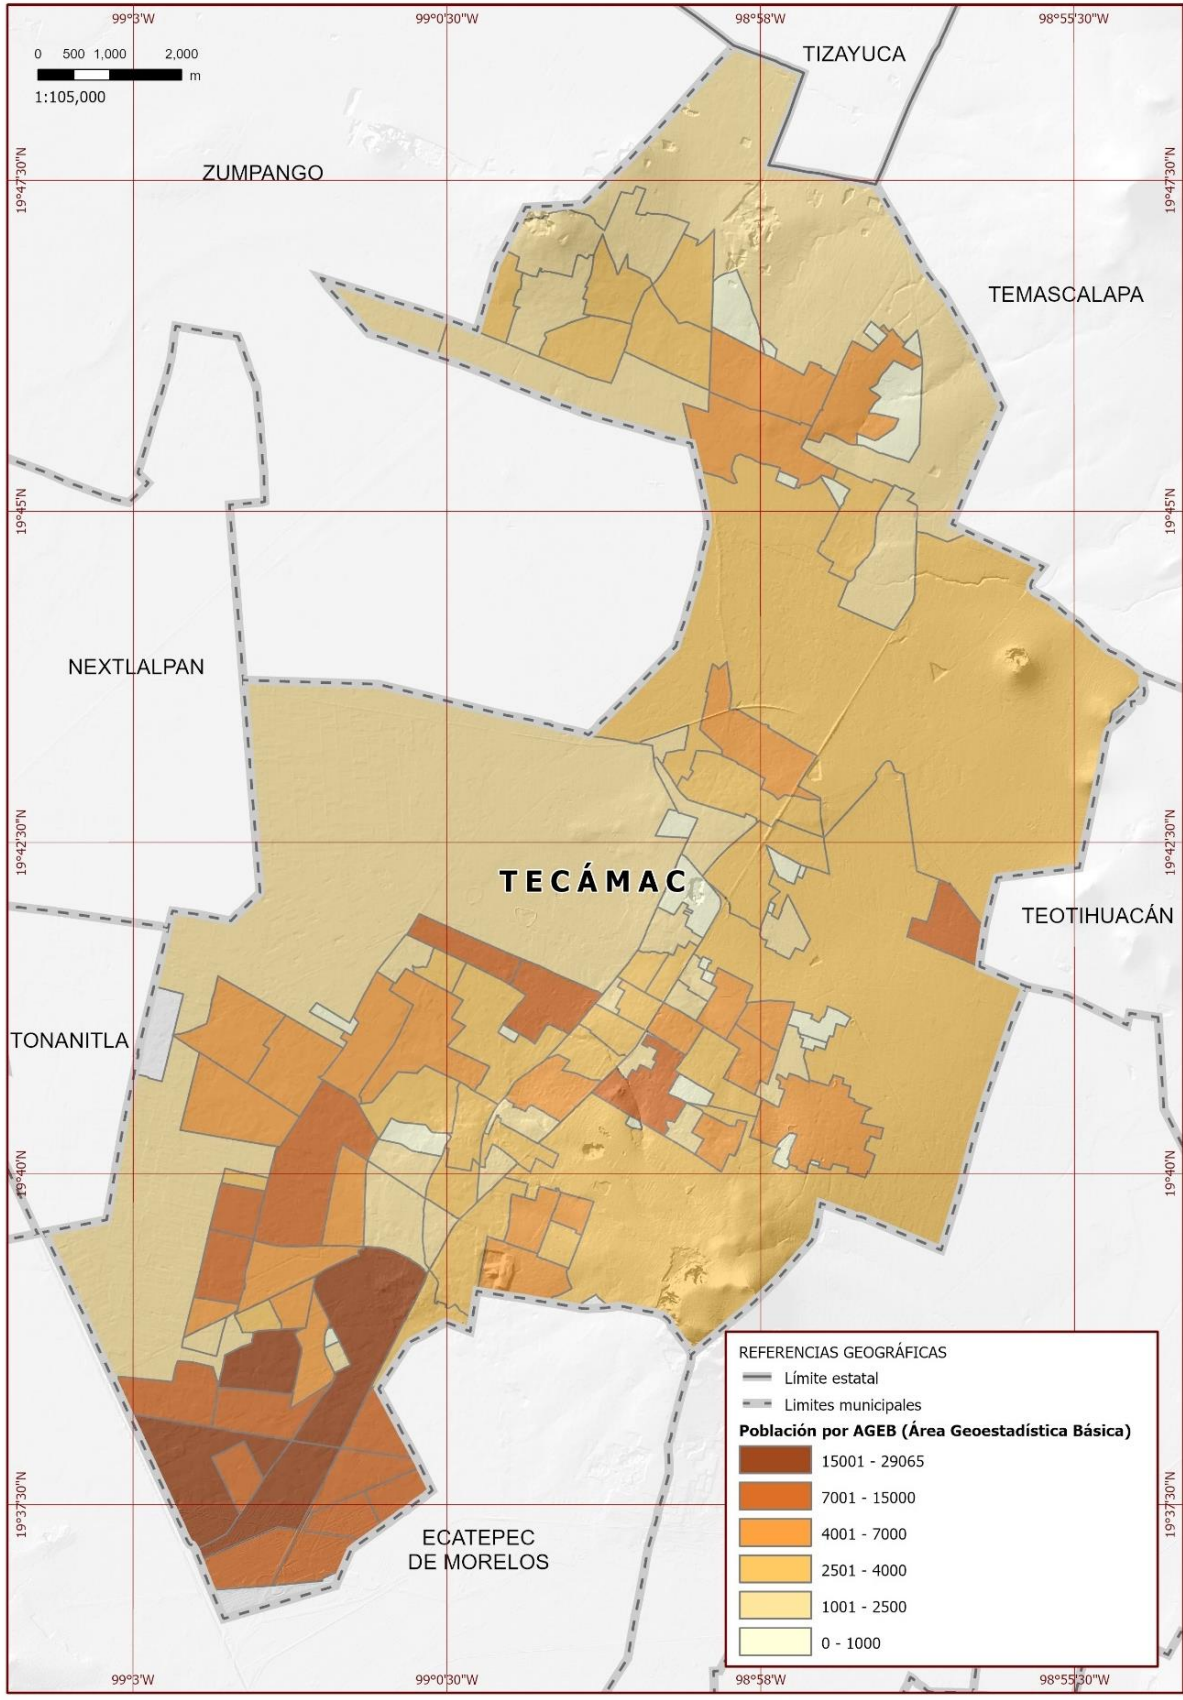 99°3'W
99°0'30"W
98°58'W
98°55'30"W
0 500 1,000 2,000
m
1:105,000
TIZAYUCA
ZUMPANGO
19°47'30"N
19°47'30"N
TEMASCALAPA
19°45'N
19°45'N
NEXTLALPAN
19°42'30"N
19°42'30"N
TECÁMAC
TEOTIHUACÁN
TONANITLA
19°40'N
19°40'N
REFERENCIAS GEOGRÁFICAS
Límite estatal
Limites municipales
Población por AGEB (Área Geoestadística Básica)
15001 - 29065
7001 - 15000
4001 - 7000
2501 - 4000
1001 - 2500
0 - 1000
19°37'30"N
19°37'30"N
ECATEPEC
DE MORELOS
99°3'W
99°0'30"W
98°58'W
98°55'30"W